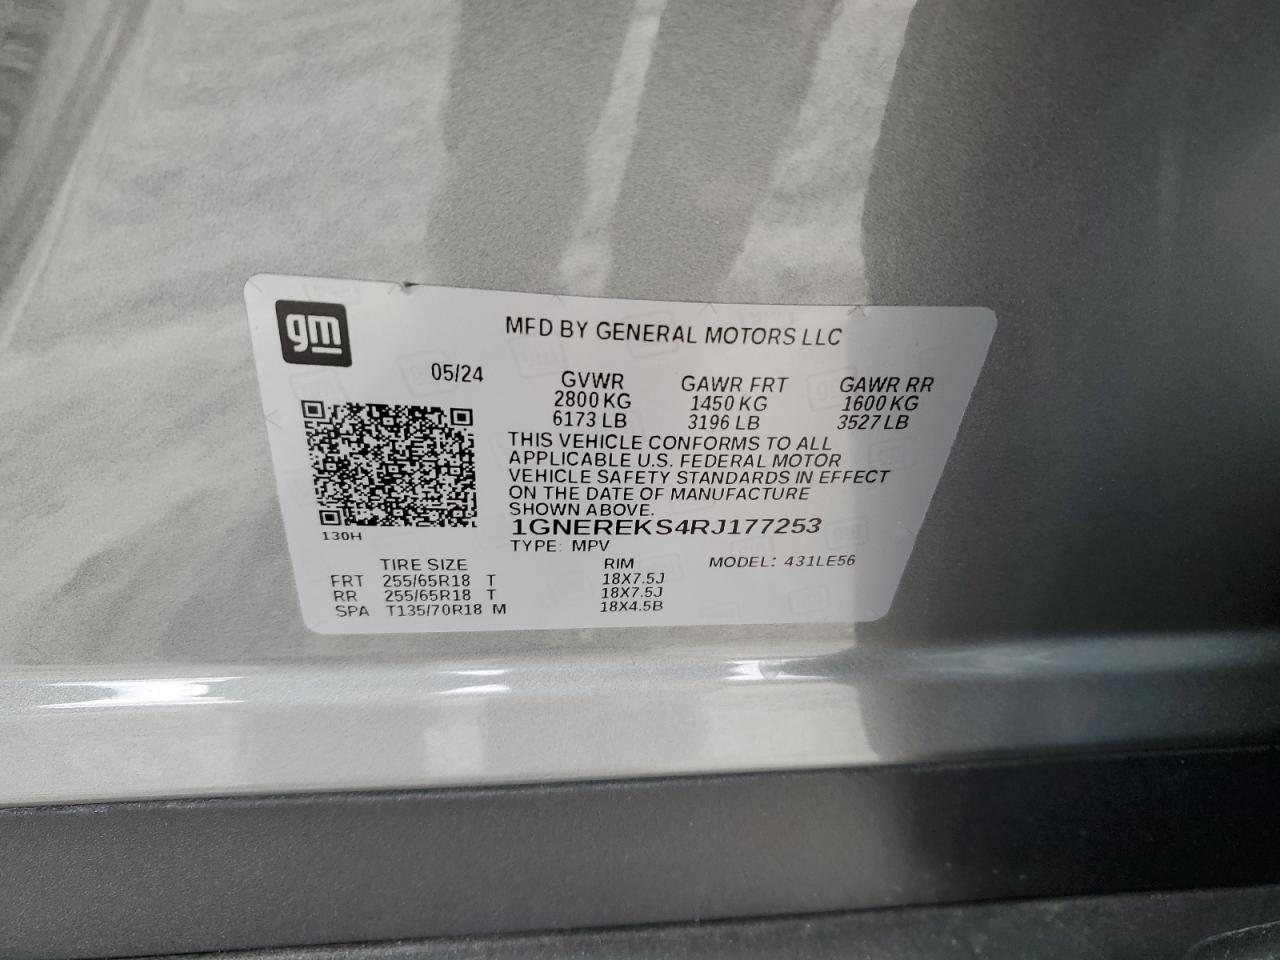 gm
MFD BY GENERAL MOTORS LLC
05/24
GVWR GAWR FRT GAWR RR
2800 KG 1450 KG 1600 KG
6173 LB 3196 LB 3527 LB
THIS VEHICLE CONFORMS TO ALL
APPLICABLE U.S. FEDERAL MOTOR
VEHICLE SAFETY STANDARDS IN EFFECT
ON THE DATE OF MANUFACTURE
SHOWN ABOVE.
1GNEREKS4RJ177253
130H
TYPE: MPV
TIRE SIZE RIM MODEL: 431LE56
FRT 255/65R18 T 18X7.5J
RR 255/65R18 T 18X7.5J
SPA T135/70R18 M 18X4.5B